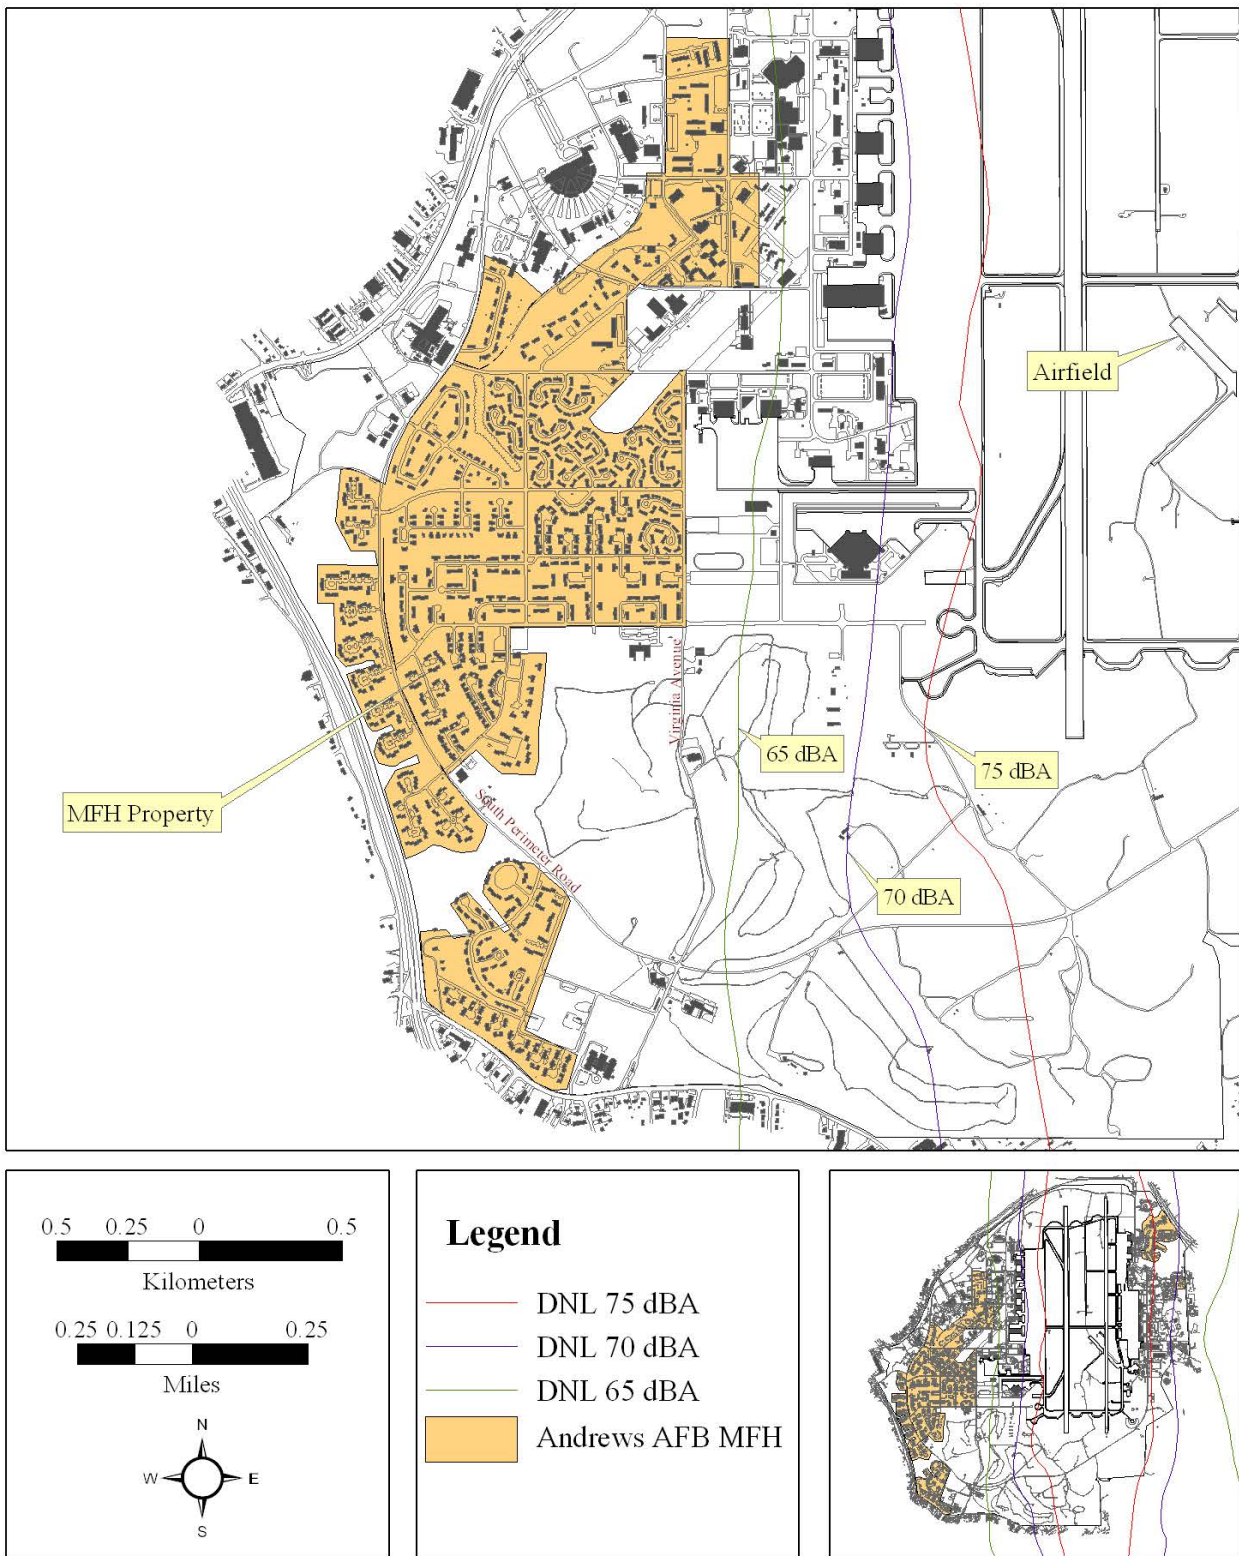 Airfield
Virginia Avenue
65 dBA
75 dBA
MFH Property
South Perimeter Road
70 dBA
0.5 0.25 0 0.5
Kilometers
0.25 0.125 0 0.25
Miles
N
W E
S
Legend
DNL 75 dBA
DNL 70 dBA
DNL 65 dBA
Andrews AFB MFH